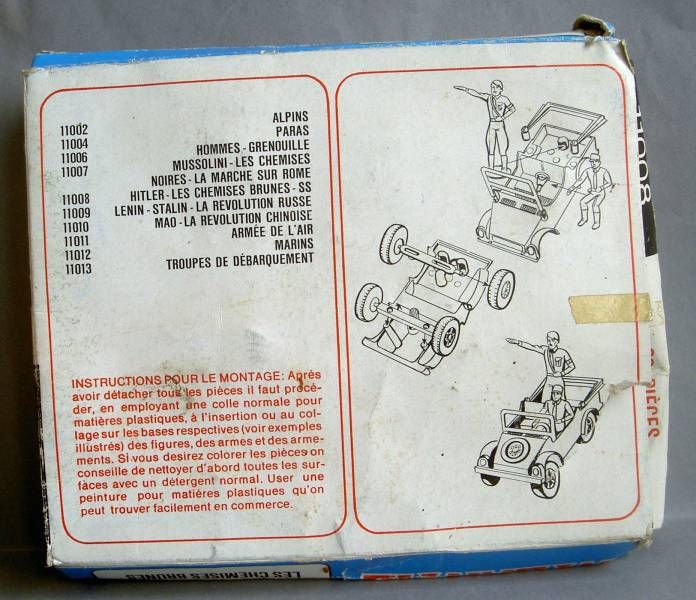 11002 ALPINS
11004 PARAS
11006 HOMMES-GRENOUILLE
11007 MUSSOLINI-LES CHEMISES
NOIRES-LA MARCHE SUR ROME
11008 HITLER-LES CHEMISES BRUNES-SS
11009 LENIN-STALIN-LA REVOLUTION RUSSE
11010 MAO-LA REVOLUTION CHINOISE
11011 ARMÉE DE L'AIR
11012 MARINS
11013 TROUPES DE DÉBARQUEMENT
INSTRUCTIONS POUR LE MONTAGE: Après
avoir détacher tous les pièces il faut procé-
der, en employant une colle normale pour
matières plastiques, à l'insertion ou au col-
lage sur les bases respectives (voir exemples
illustrés) des figures, des armes et des arme-
ments. Si vous desirez colorer les pièces on
conseille de nettoyer d'abord toutes les sur-
faces avec un détergent normal. User une
peinture pour matières plastiques qu'on
peut trouver facilement en commerce.
11008
PIÈCES
LES CHEMISES BRUNES